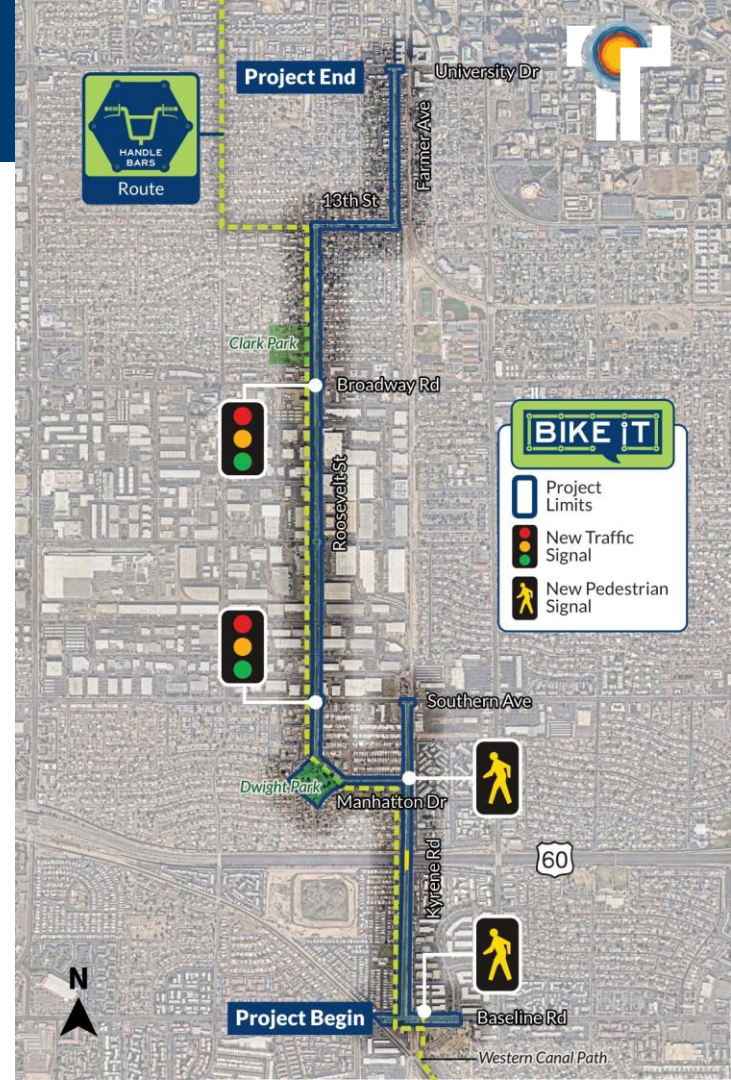 Project End
University Dr
HANDLE
BARS
Route
Farmer Ave
13th St
Clark Park
Broadway Rd
BIKE iT
Project
Limits
New Traffic
Signal
New Pedestrian
Signal
Roosevelt St
Southern Ave
Dwight Park
Manhatton Dr
60
Kyrene Rd
N
Project Begin
Baseline Rd
Western Canal Path